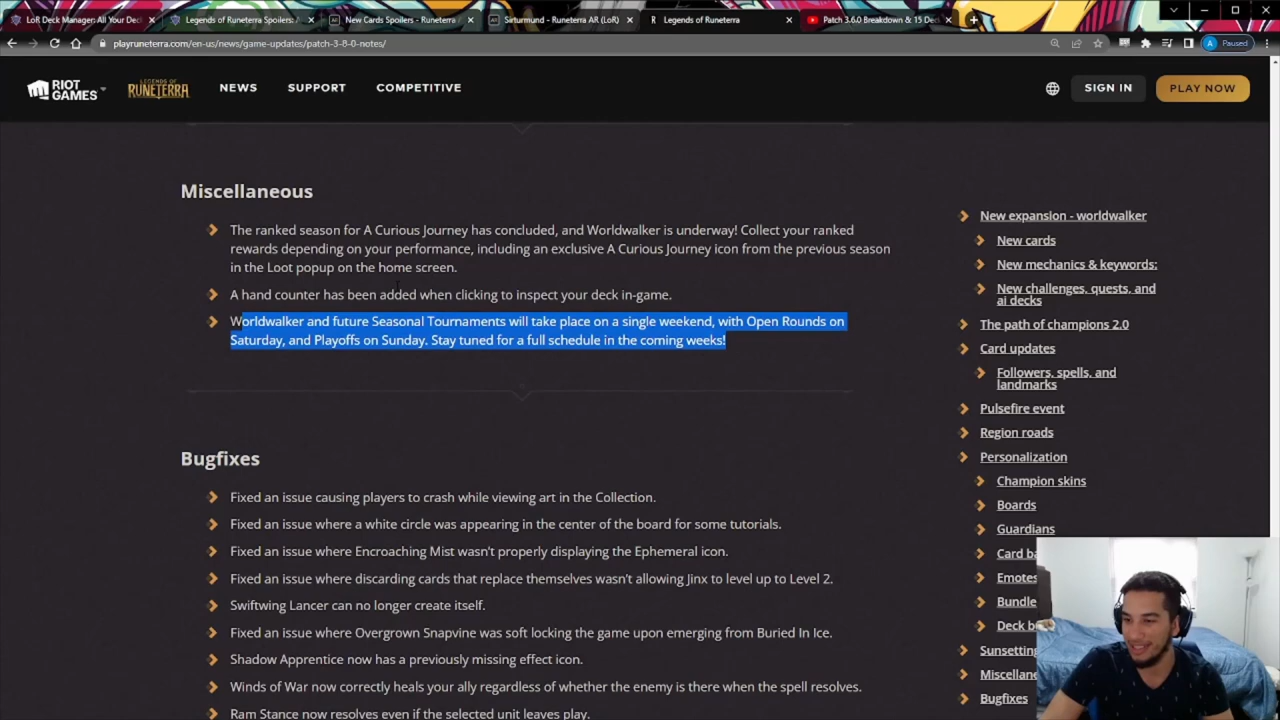 LoR Deck Manager: All Your Deck
Legends of Runeterra Spoilers:
New Cards Spoilers - Runeterra
Sirturmund - Runeterra AR (LoR)
Legends of Runeterra
Patch 3.6.0 Breakdown & 15 Dec
playruneterra.com/en-us/news/game-updates/patch-3-8-0-notes/
A Paused
RIOT GAMES
LEGENDS OF RUNETERRA
NEWS
SUPPORT
COMPETITIVE
SIGN IN
PLAY NOW
Miscellaneous
The ranked season for A Curious Journey has concluded, and Worldwalker is underway! Collect your ranked
rewards depending on your performance, including an exclusive A Curious Journey icon from the previous season
in the Loot popup on the home screen.
A hand counter has been added when clicking to inspect your deck in-game.
Worldwalker and future Seasonal Tournaments will take place on a single weekend, with Open Rounds on
Saturday, and Playoffs on Sunday. Stay tuned for a full schedule in the coming weeks!
Bugfixes
Fixed an issue causing players to crash while viewing art in the Collection.
Fixed an issue where a white circle was appearing in the center of the board for some tutorials.
Fixed an issue where Encroaching Mist wasn't properly displaying the Ephemeral icon.
Fixed an issue where discarding cards that replace themselves wasn't allowing Jinx to level up to Level 2.
Swiftwing Lancer can no longer create itself.
Fixed an issue where Overgrown Snapvine was soft locking the game upon emerging from Buried In Ice.
Shadow Apprentice now has a previously missing effect icon.
Winds of War now correctly heals your ally regardless of whether the enemy is there when the spell resolves.
Ram Stance now resolves even if the selected unit leaves play.
New expansion - worldwalker
New cards
New mechanics & keywords:
New challenges, quests, and
ai decks
The path of champions 2.0
Card updates
Followers, spells, and
landmarks
Pulsefire event
Region roads
Personalization
Champion skins
Boards
Guardians
Card ba
Emotes
Bundle
Deck bu
Sunsetting
Miscellane
Bugfixes